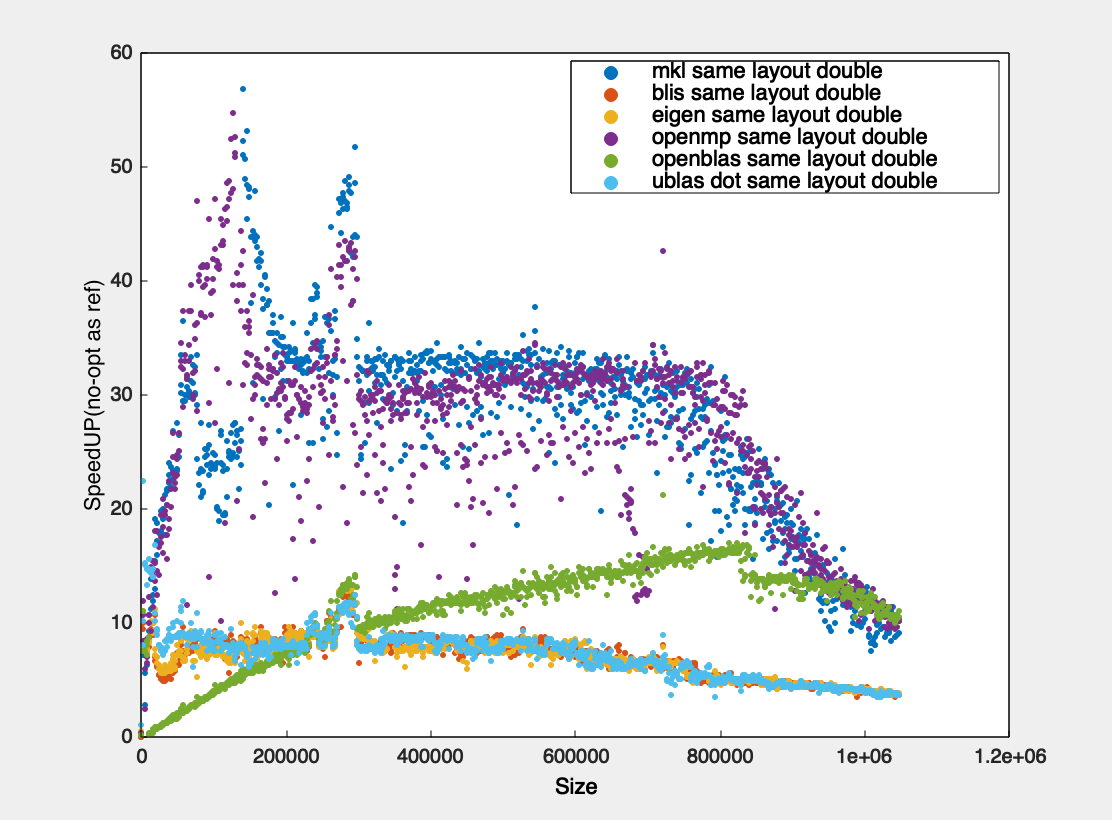 60
50
40
30
20
10
0
SpeedUP(no-opt as ref)
mkl same layout double
blis same layout double
eigen same layout double
openmp same layout double
openblas same layout double
ublas dot same layout double
0 200000 400000 600000 800000 1e+06 1.2e+06
Size